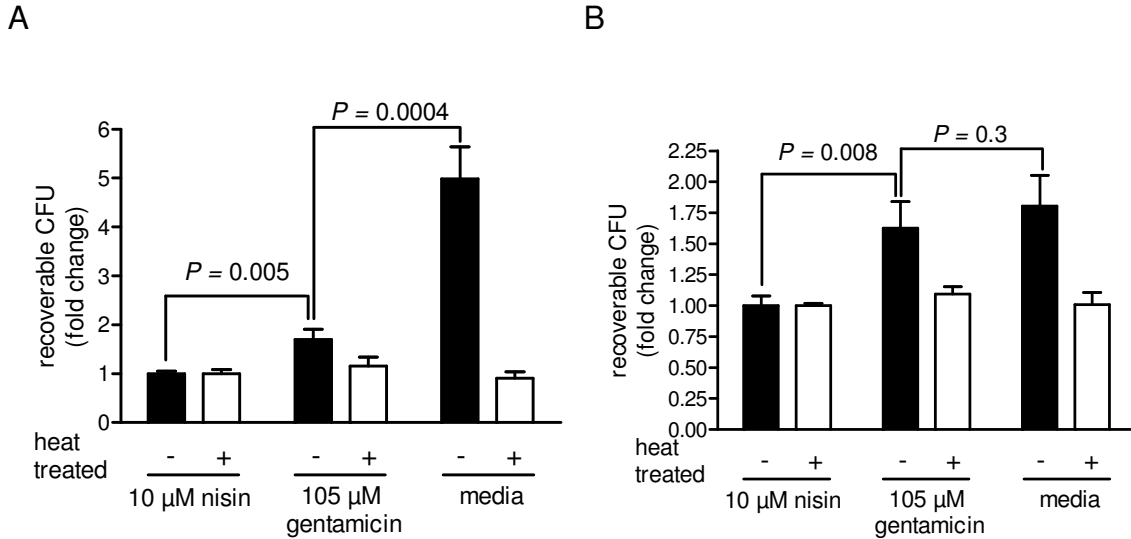 A
P = 0.0004
P = 0.005
recoverable CFU
(fold change)
6
5
4
3
2
1
0
heat
treated
- + - + - +
10 µM nisin
105 µM
gentamicin
media
B
P = 0.008
P = 0.3
recoverable CFU
(fold change)
2.25
2.00
1.75
1.50
1.25
1.00
0.75
0.50
0.25
0.00
heat
treated
- + - + - +
10 µM nisin
105 µM
gentamicin
media